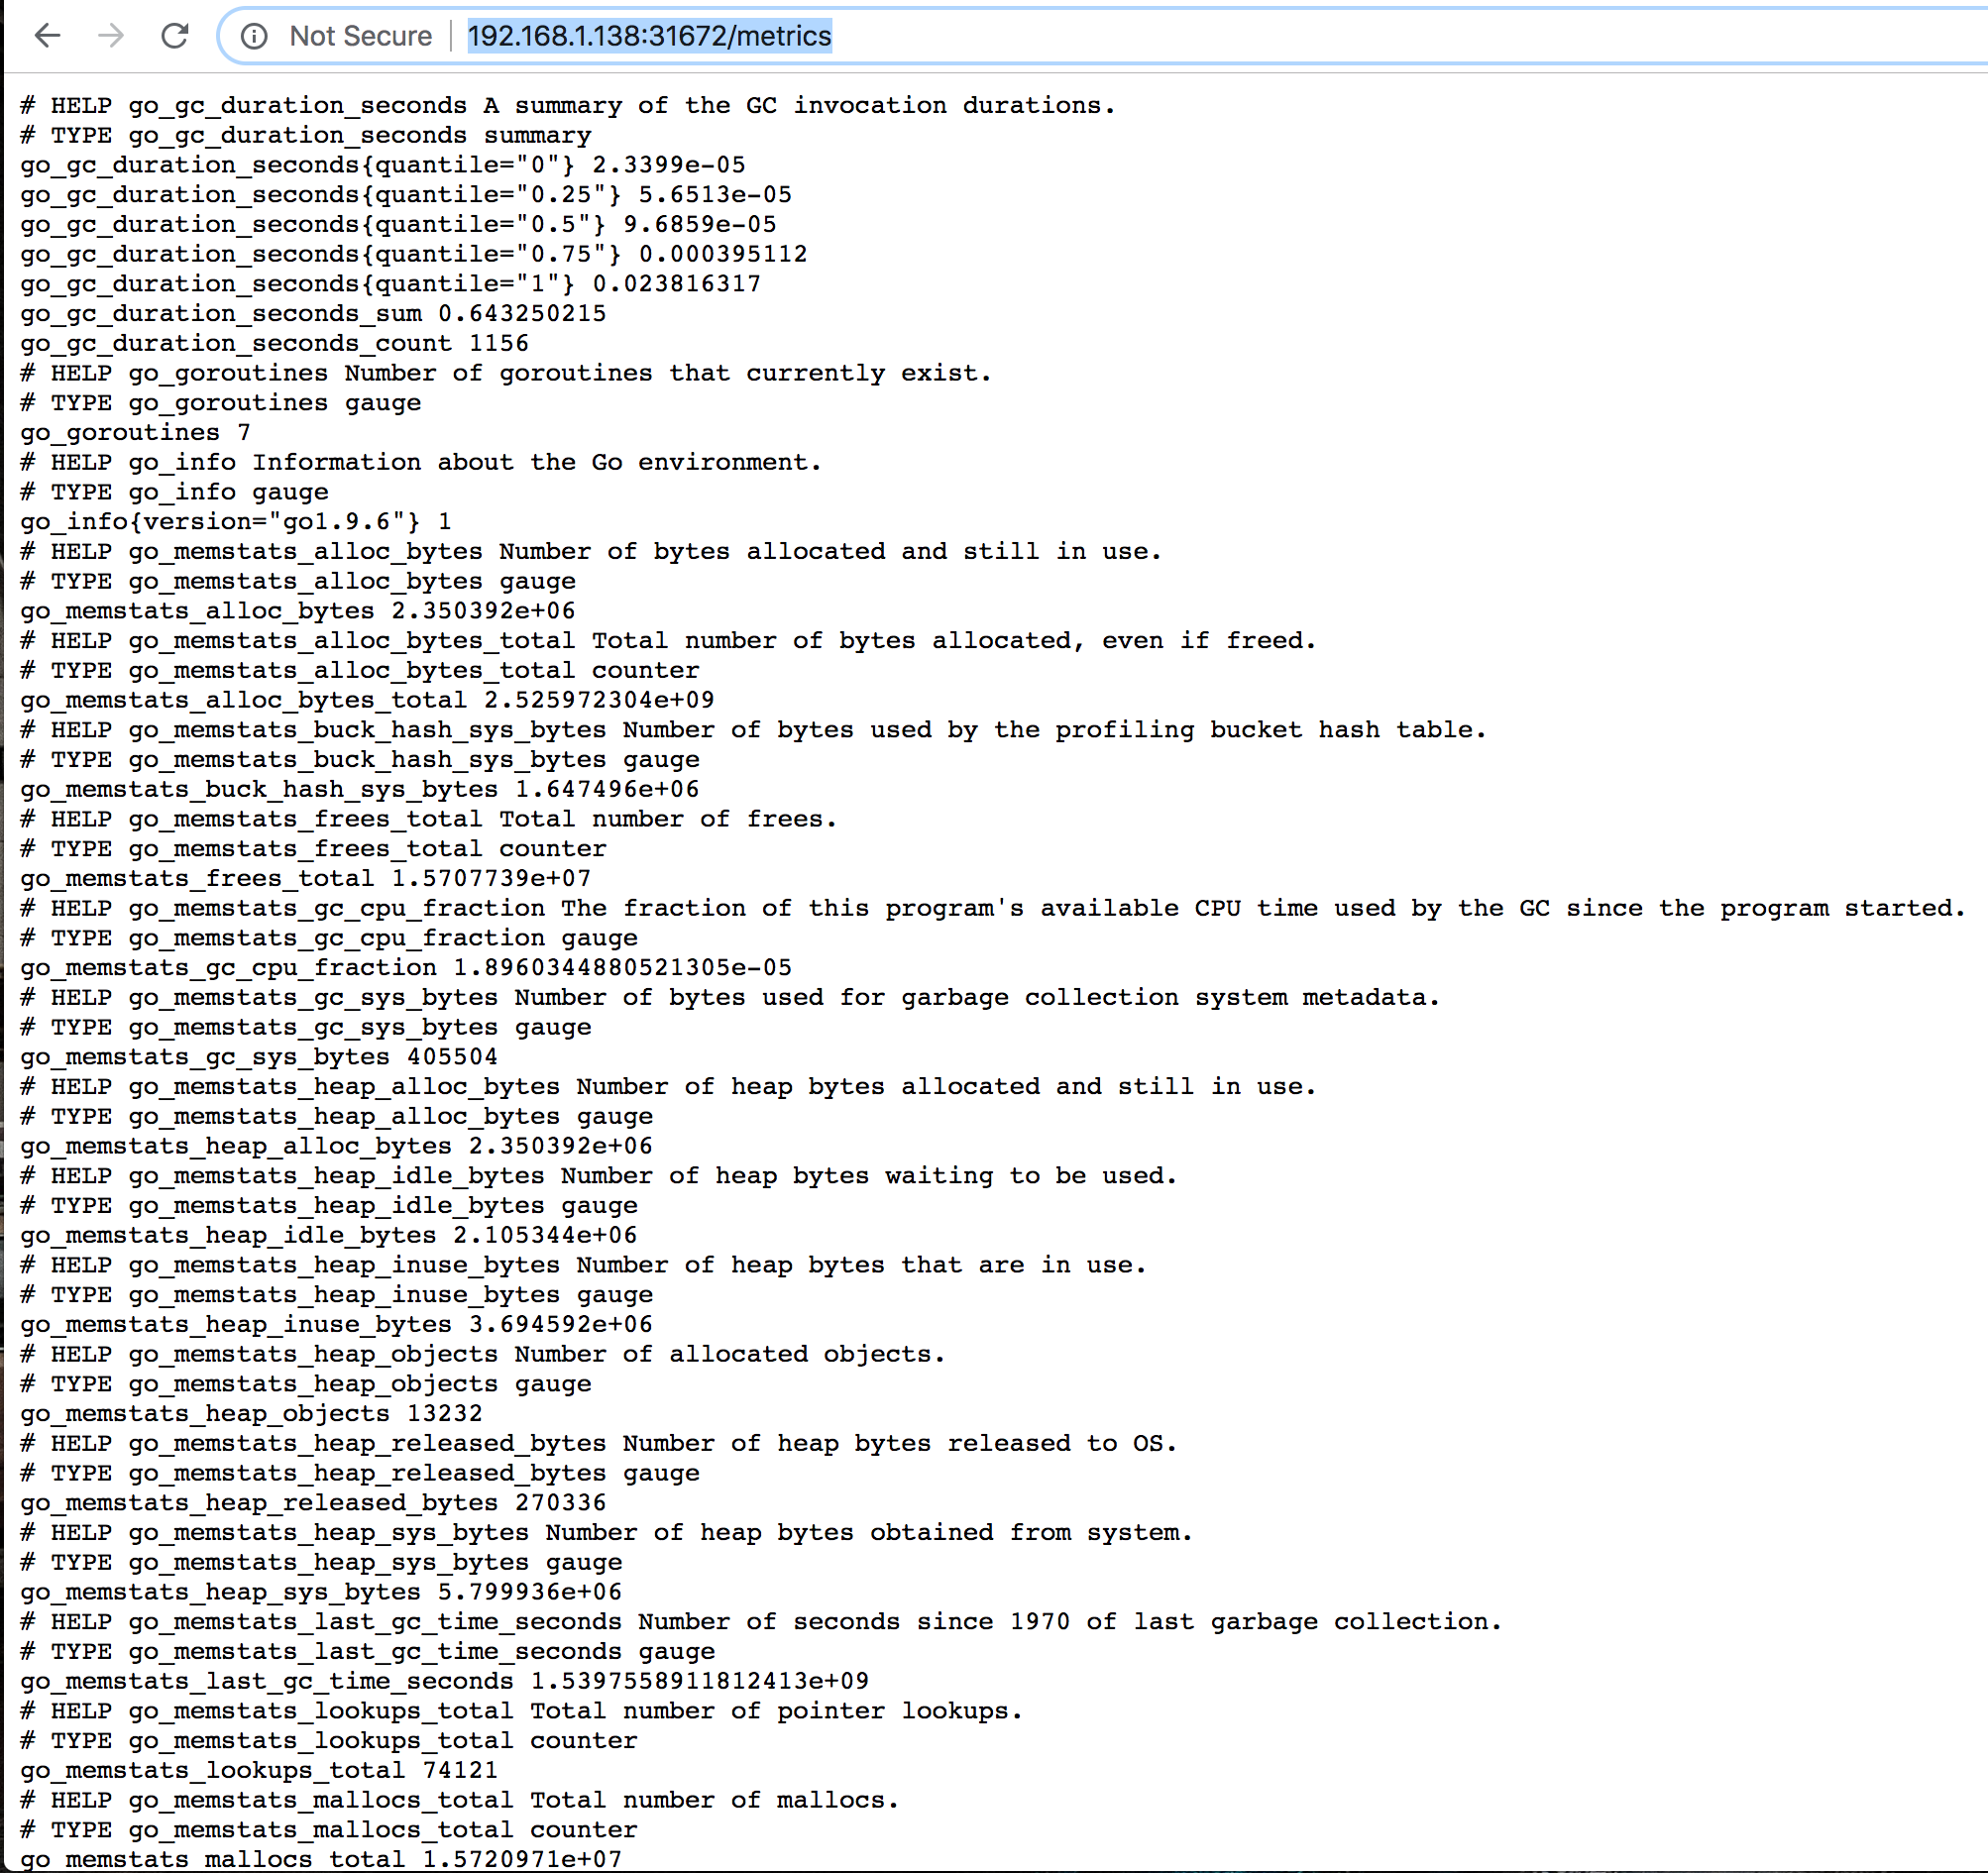 Not Secure | 192.168.1.138:31672/metrics
# HELP go_gc_duration_seconds A summary of the GC invocation durations.
# TYPE go_gc_duration_seconds summary
go_gc_duration_seconds{quantile="0"} 2.3399e-05
go_gc_duration_seconds{quantile="0.25"} 5.6513e-05
go_gc_duration_seconds{quantile="0.5"} 9.6859e-05
go_gc_duration_seconds{quantile="0.75"} 0.000395112
go_gc_duration_seconds{quantile="1"} 0.023816317
go_gc_duration_seconds_sum 0.643250215
go_gc_duration_seconds_count 1156
# HELP go_goroutines Number of goroutines that currently exist.
# TYPE go_goroutines gauge
go_goroutines 7
# HELP go_info Information about the Go environment.
# TYPE go_info gauge
go_info{version="go1.9.6"} 1
# HELP go_memstats_alloc_bytes Number of bytes allocated and still in use.
# TYPE go_memstats_alloc_bytes gauge
go_memstats_alloc_bytes 2.350392e+06
# HELP go_memstats_alloc_bytes_total Total number of bytes allocated, even if freed.
# TYPE go_memstats_alloc_bytes_total counter
go_memstats_alloc_bytes_total 2.525972304e+09
# HELP go_memstats_buck_hash_sys_bytes Number of bytes used by the profiling bucket hash table.
# TYPE go_memstats_buck_hash_sys_bytes gauge
go_memstats_buck_hash_sys_bytes 1.647496e+06
# HELP go_memstats_frees_total Total number of frees.
# TYPE go_memstats_frees_total counter
go_memstats_frees_total 1.5707739e+07
# HELP go_memstats_gc_cpu_fraction The fraction of this program's available CPU time used by the GC since the program started.
# TYPE go_memstats_gc_cpu_fraction gauge
go_memstats_gc_cpu_fraction 1.8960344880521305e-05
# HELP go_memstats_gc_sys_bytes Number of bytes used for garbage collection system metadata.
# TYPE go_memstats_gc_sys_bytes gauge
go_memstats_gc_sys_bytes 405504
# HELP go_memstats_heap_alloc_bytes Number of heap bytes allocated and still in use.
# TYPE go_memstats_heap_alloc_bytes gauge
go_memstats_heap_alloc_bytes 2.350392e+06
# HELP go_memstats_heap_idle_bytes Number of heap bytes waiting to be used.
# TYPE go_memstats_heap_idle_bytes gauge
go_memstats_heap_idle_bytes 2.105344e+06
# HELP go_memstats_heap_inuse_bytes Number of heap bytes that are in use.
# TYPE go_memstats_heap_inuse_bytes gauge
go_memstats_heap_inuse_bytes 3.694592e+06
# HELP go_memstats_heap_objects Number of allocated objects.
# TYPE go_memstats_heap_objects gauge
go_memstats_heap_objects 13232
# HELP go_memstats_heap_released_bytes Number of heap bytes released to OS.
# TYPE go_memstats_heap_released_bytes gauge
go_memstats_heap_released_bytes 270336
# HELP go_memstats_heap_sys_bytes Number of heap bytes obtained from system.
# TYPE go_memstats_heap_sys_bytes gauge
go_memstats_heap_sys_bytes 5.799936e+06
# HELP go_memstats_last_gc_time_seconds Number of seconds since 1970 of last garbage collection.
# TYPE go_memstats_last_gc_time_seconds gauge
go_memstats_last_gc_time_seconds 1.5397558911812413e+09
# HELP go_memstats_lookups_total Total number of pointer lookups.
# TYPE go_memstats_lookups_total counter
go_memstats_lookups_total 74121
# HELP go_memstats_mallocs_total Total number of mallocs.
# TYPE go_memstats_mallocs_total counter
go_memstats_mallocs_total 1.5720971e+07